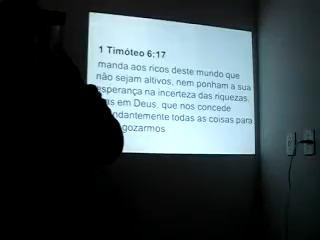 1 Timóteo 6:17
manda aos ricos deste mundo que
não sejam altivos, nem ponham a sua
esperança na incerteza das riquezas,
em Deus, que nos concede
todas as coisas para
gozarmos